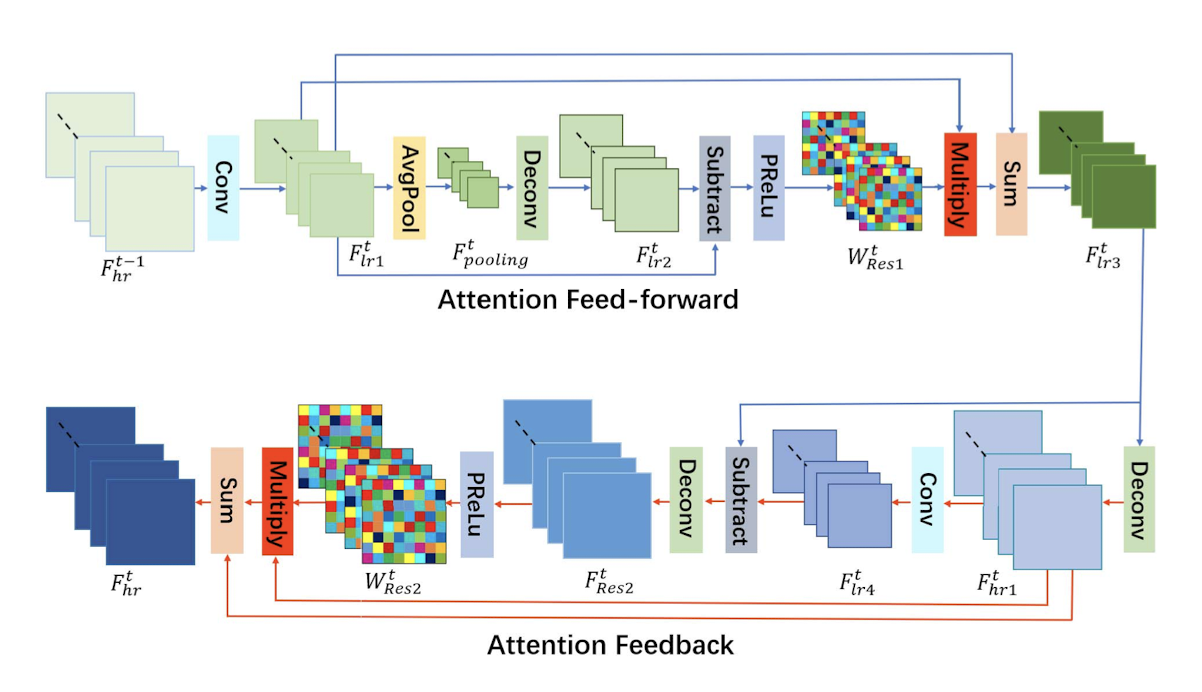 Conv
AvgPool
Deconv
Subtract
PReLu
Multiply
Sum
F_{hr}^{t-1}
F_{lr1}^{t}
F_{pooling}^{t}
F_{lr2}^{t}
W_{Res1}^{t}
F_{lr3}^{t}
Attention Feed-forward
Sum
Multiply
PReLu
Deconv
Subtract
Conv
Deconv
F_{hr}^{t}
W_{Res2}^{t}
F_{Res2}^{t}
F_{lr4}^{t}
F_{hr1}^{t}
Attention Feedback